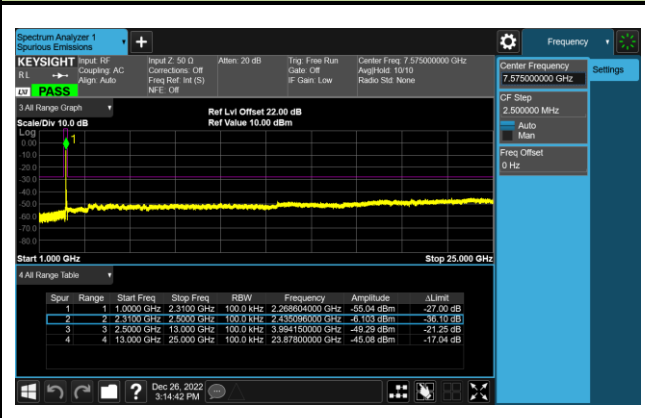 Spectrum Analyzer 1
Spurious Emissions
Frequency
KEYSIGHT
Input: RF
Input Z: 50 Ω
Atten: 20 dB
Trig: Free Run
Center Freq: 7.575000000 GHz
RL
Coupling: AC
Corrections: Off
Gate: Off
Avg|Hold: 10/10
Align: Auto
Freq Ref: Int (S)
IF Gain: Low
Radio Std: None
LXI
PASS
NFE: Off
Center Frequency
7.575000000 GHz
Settings
CF Step
2.500000 MHz
Auto
Man
Freq Offset
0 Hz
3 All Range Graph
Ref Lvl Offset 22.00 dB
Scale/Div 10.0 dB
Ref Value 10.00 dBm
Log
1
0.00
-10.0
-20.0
-30.0
-40.0
-50.0
-60.0
-70.0
-80.0
Start 1.000 GHz
Stop 25.000 GHz
4 All Range Table
Spur Range Start Freq Stop Freq RBW Frequency Amplitude ΔLimit
1 1 1.0000 GHz 2.3100 GHz 100.0 kHz 2.268604000 GHz -55.04 dBm -27.00 dB
2 2 2.3100 GHz 2.5000 GHz 100.0 kHz 2.435096000 GHz -6.103 dBm -36.10 dB
3 3 2.5000 GHz 13.000 GHz 100.0 kHz 3.994150000 GHz -49.29 dBm -21.25 dB
4 4 13.000 GHz 25.000 GHz 100.0 kHz 23.87800000 GHz -45.08 dBm -17.04 dB
?
Dec 26, 2022
3:14:42 PM